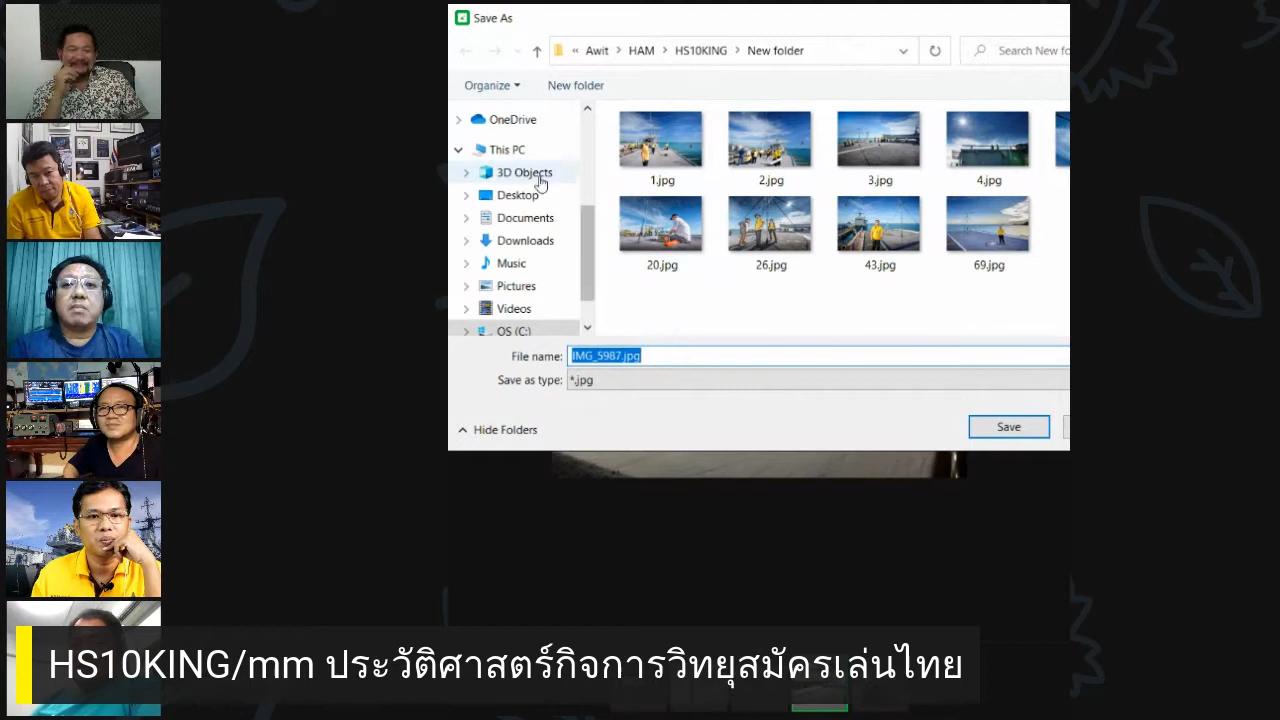 Save As
« Awit > HAM > HS10KING > New folder
Search New fo
Organize
New folder
OneDrive
This PC
3D Objects
Desktop
Documents
Downloads
Music
Pictures
Videos
OS (C:)
1.jpg
2.jpg
3.jpg
4.jpg
20.jpg
26.jpg
43.jpg
69.jpg
File name: IMG_5987.jpg
Save as type: *.jpg
Hide Folders
Save
HS10KING/mm ประวัติศาสตร์กิจการวิทยุสมัครเล่นไทย